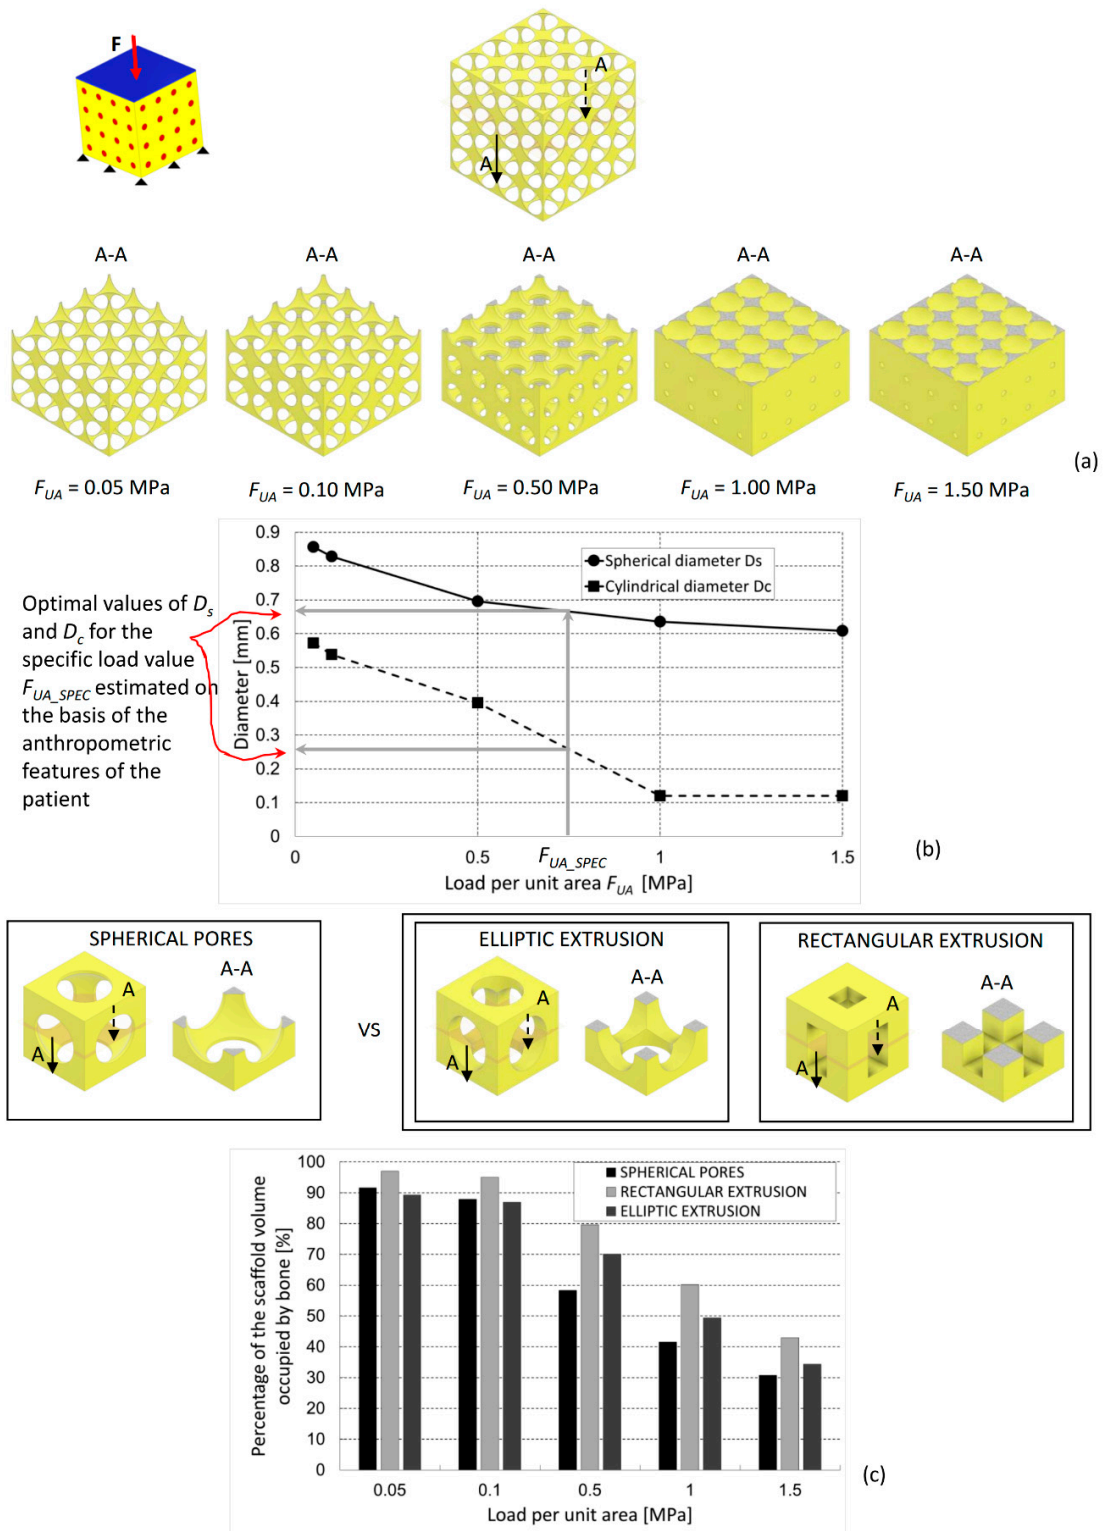 F
A
A
A-A
A-A
A-A
A-A
A-A
(a)
F_UA = 0.05 MPa
F_UA = 0.10 MPa
F_UA = 0.50 MPa
F_UA = 1.00 MPa
F_UA = 1.50 MPa
Optimal values of D_s
and D_c for the
specific load value
F_UA_SPEC estimated on
the basis of the
anthropometric
features of the
patient
Diameter [mm]
0.9
0.8
0.7
0.6
0.5
0.4
0.3
0.2
0.1
0
Spherical diameter Ds
Cylindrical diameter Dc
0
0.5
F_UA_SPEC
1
1.5
Load per unit area F_UA [MPa]
(b)
SPHERICAL PORES
A-A
A
A
VS
ELLIPTIC EXTRUSION
A-A
A
A
RECTANGULAR EXTRUSION
A-A
A
A
Percentage of the scaffold volume
occupied by bone [%]
100
90
80
70
60
50
40
30
20
10
0
SPHERICAL PORES
RECTANGULAR EXTRUSION
ELLIPTIC EXTRUSION
0.05
0.1
0.5
1
1.5
Load per unit area [MPa]
(c)